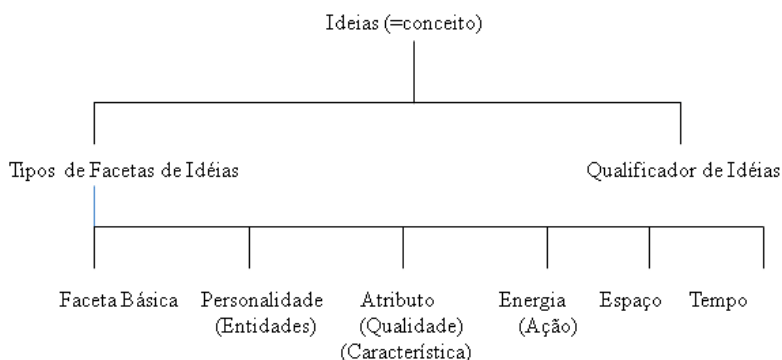 Ideias (=conceito)
Tipos de Facetas de Idéias
Qualificador de Idéias
Faceta Básica
Personalidade
(Entidades)
Atributo
(Qualidade)
(Característica)
Energia
(Ação)
Espaço
Tempo